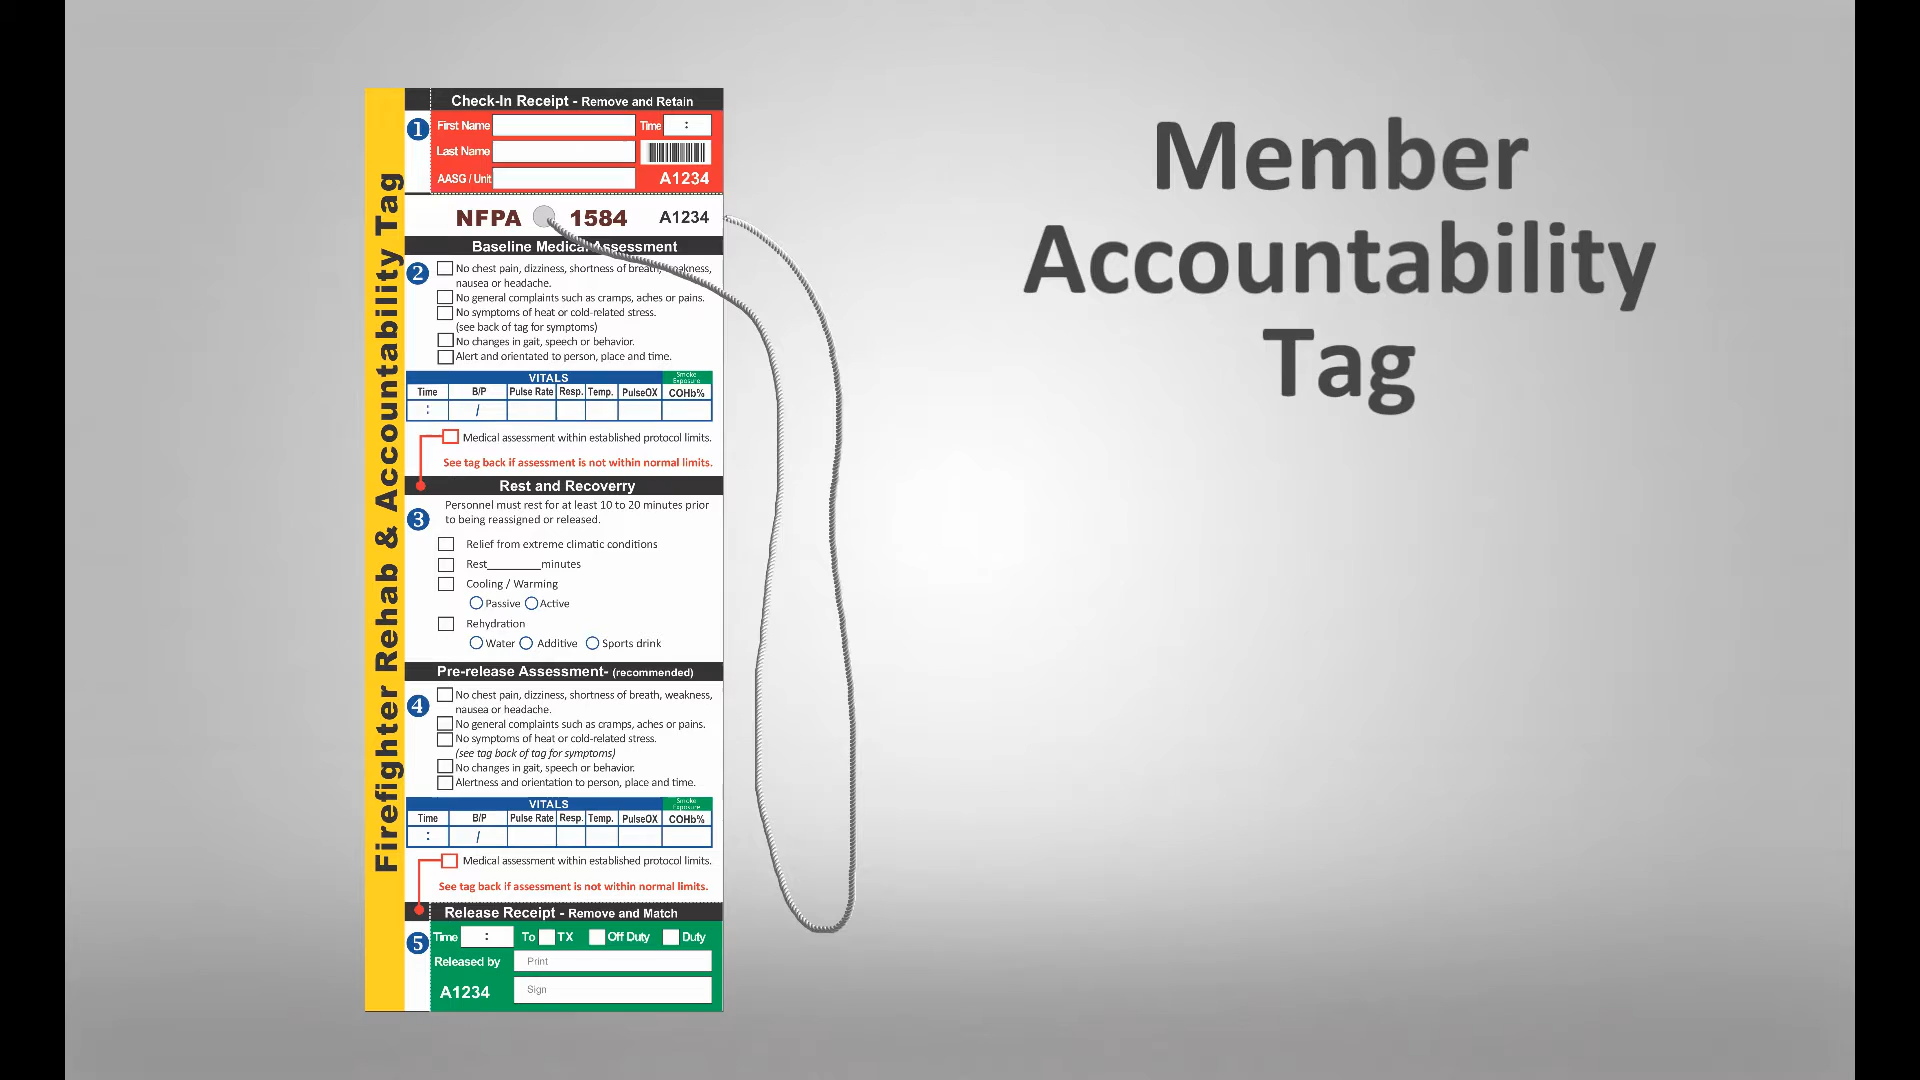 Firefighter Rehab & Accountability Tag
Check-In Receipt - Remove and Retain
1
First Name
Time :
Last Name
AASG / Unit
A1234
NFPA 1584 A1234
Baseline Medical Assessment
2
No chest pain, dizziness, shortness of breath, weakness,
nausea or headache.
No general complaints such as cramps, aches or pains.
No symptoms of heat or cold-related stress.
(see back of tag for symptoms)
No changes in gait, speech or behavior.
Alert and orientated to person, place and time.
VITALS Smoke Exposure
Time B/P Pulse Rate Resp. Temp. PulseOX COHb%
: /
Medical assessment within established protocol limits.
See tag back if assessment is not within normal limits.
Rest and Recovery
3
Personnel must rest for at least 10 to 20 minutes prior
to being reassigned or released.
Relief from extreme climatic conditions
Rest_________minutes
Cooling / Warming
Passive Active
Rehydration
Water Additive Sports drink
Pre-release Assessment- (recommended)
4
No chest pain, dizziness, shortness of breath, weakness,
nausea or headache.
No general complaints such as cramps, aches or pains.
No symptoms of heat or cold-related stress.
(see tag back of tag for symptoms)
No changes in gait, speech or behavior.
Alertness and orientation to person, place and time.
VITALS Smoke Exposure
Time B/P Pulse Rate Resp. Temp. PulseOX COHb%
: /
Medical assessment within established protocol limits.
See tag back if assessment is not within normal limits.
Release Receipt - Remove and Match
5
Time : To TX Off Duty Duty
Released by Print
A1234 Sign
Member
Accountability
Tag